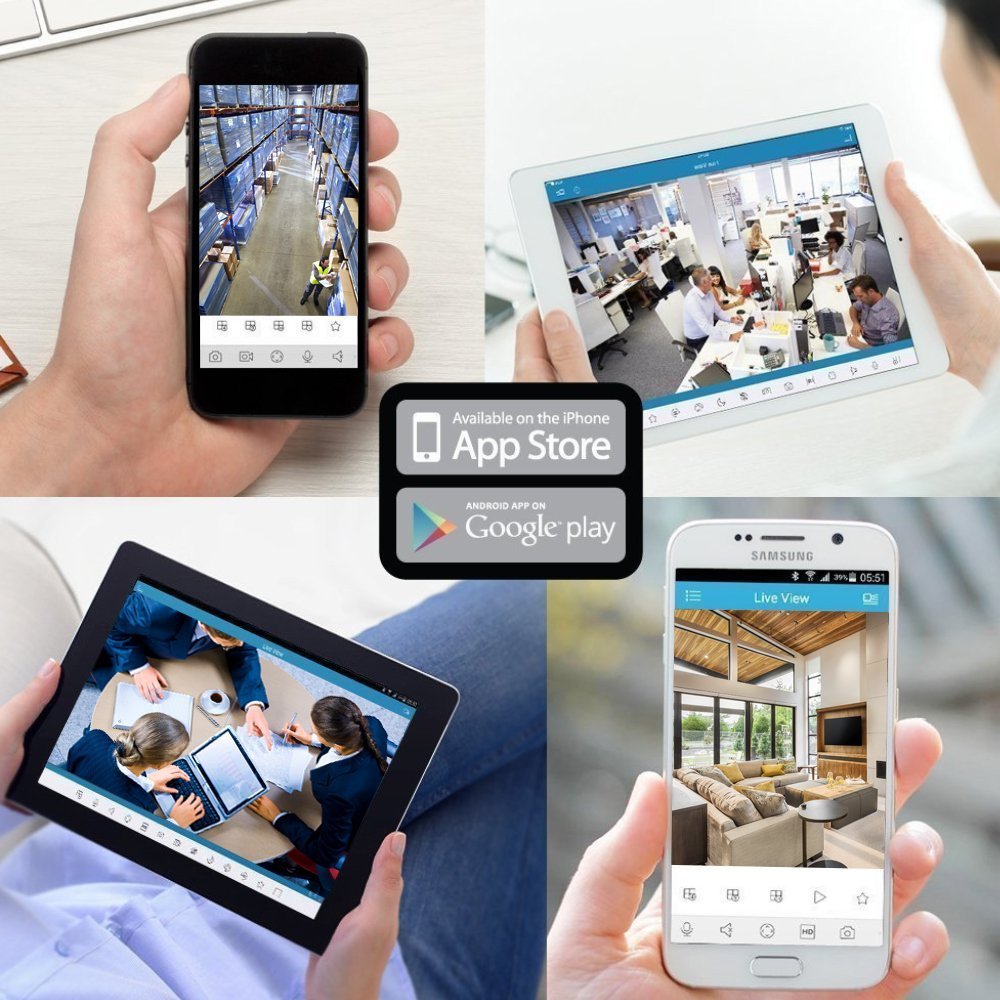 Available on the iPhone
App Store
ANDROID APP ON
Google play
LIVE VIEW
SAMSUNG
39% 05:51
Live View
HD